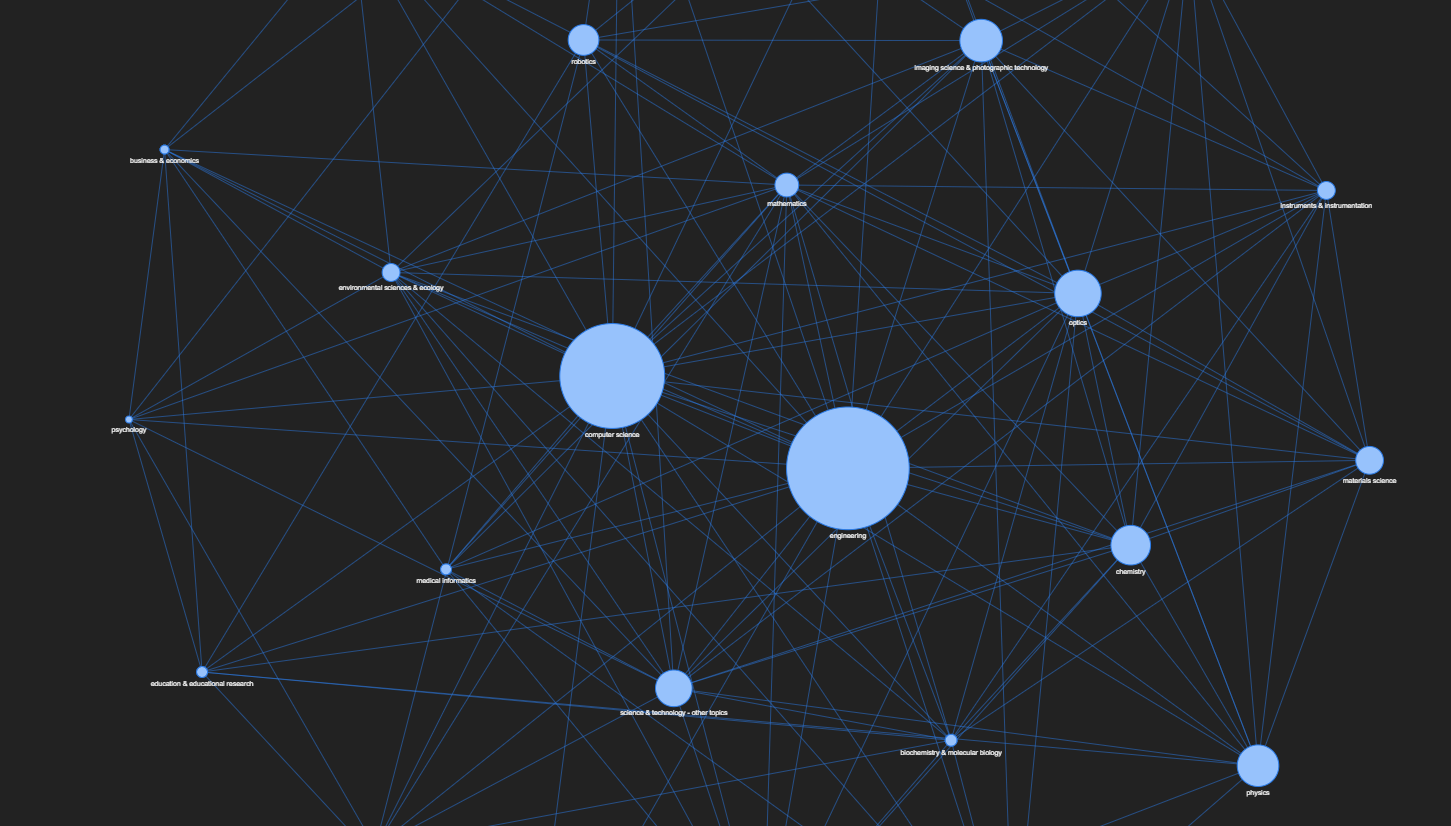 robotics
imaging science & photographic technology
business & economics
mathematics
instruments & instrumentation
environmental sciences & ecology
optics
psychology
computer science
materials science
engineering
chemistry
medical informatics
education & educational research
science & technology - other topics
biochemistry & molecular biology
physics